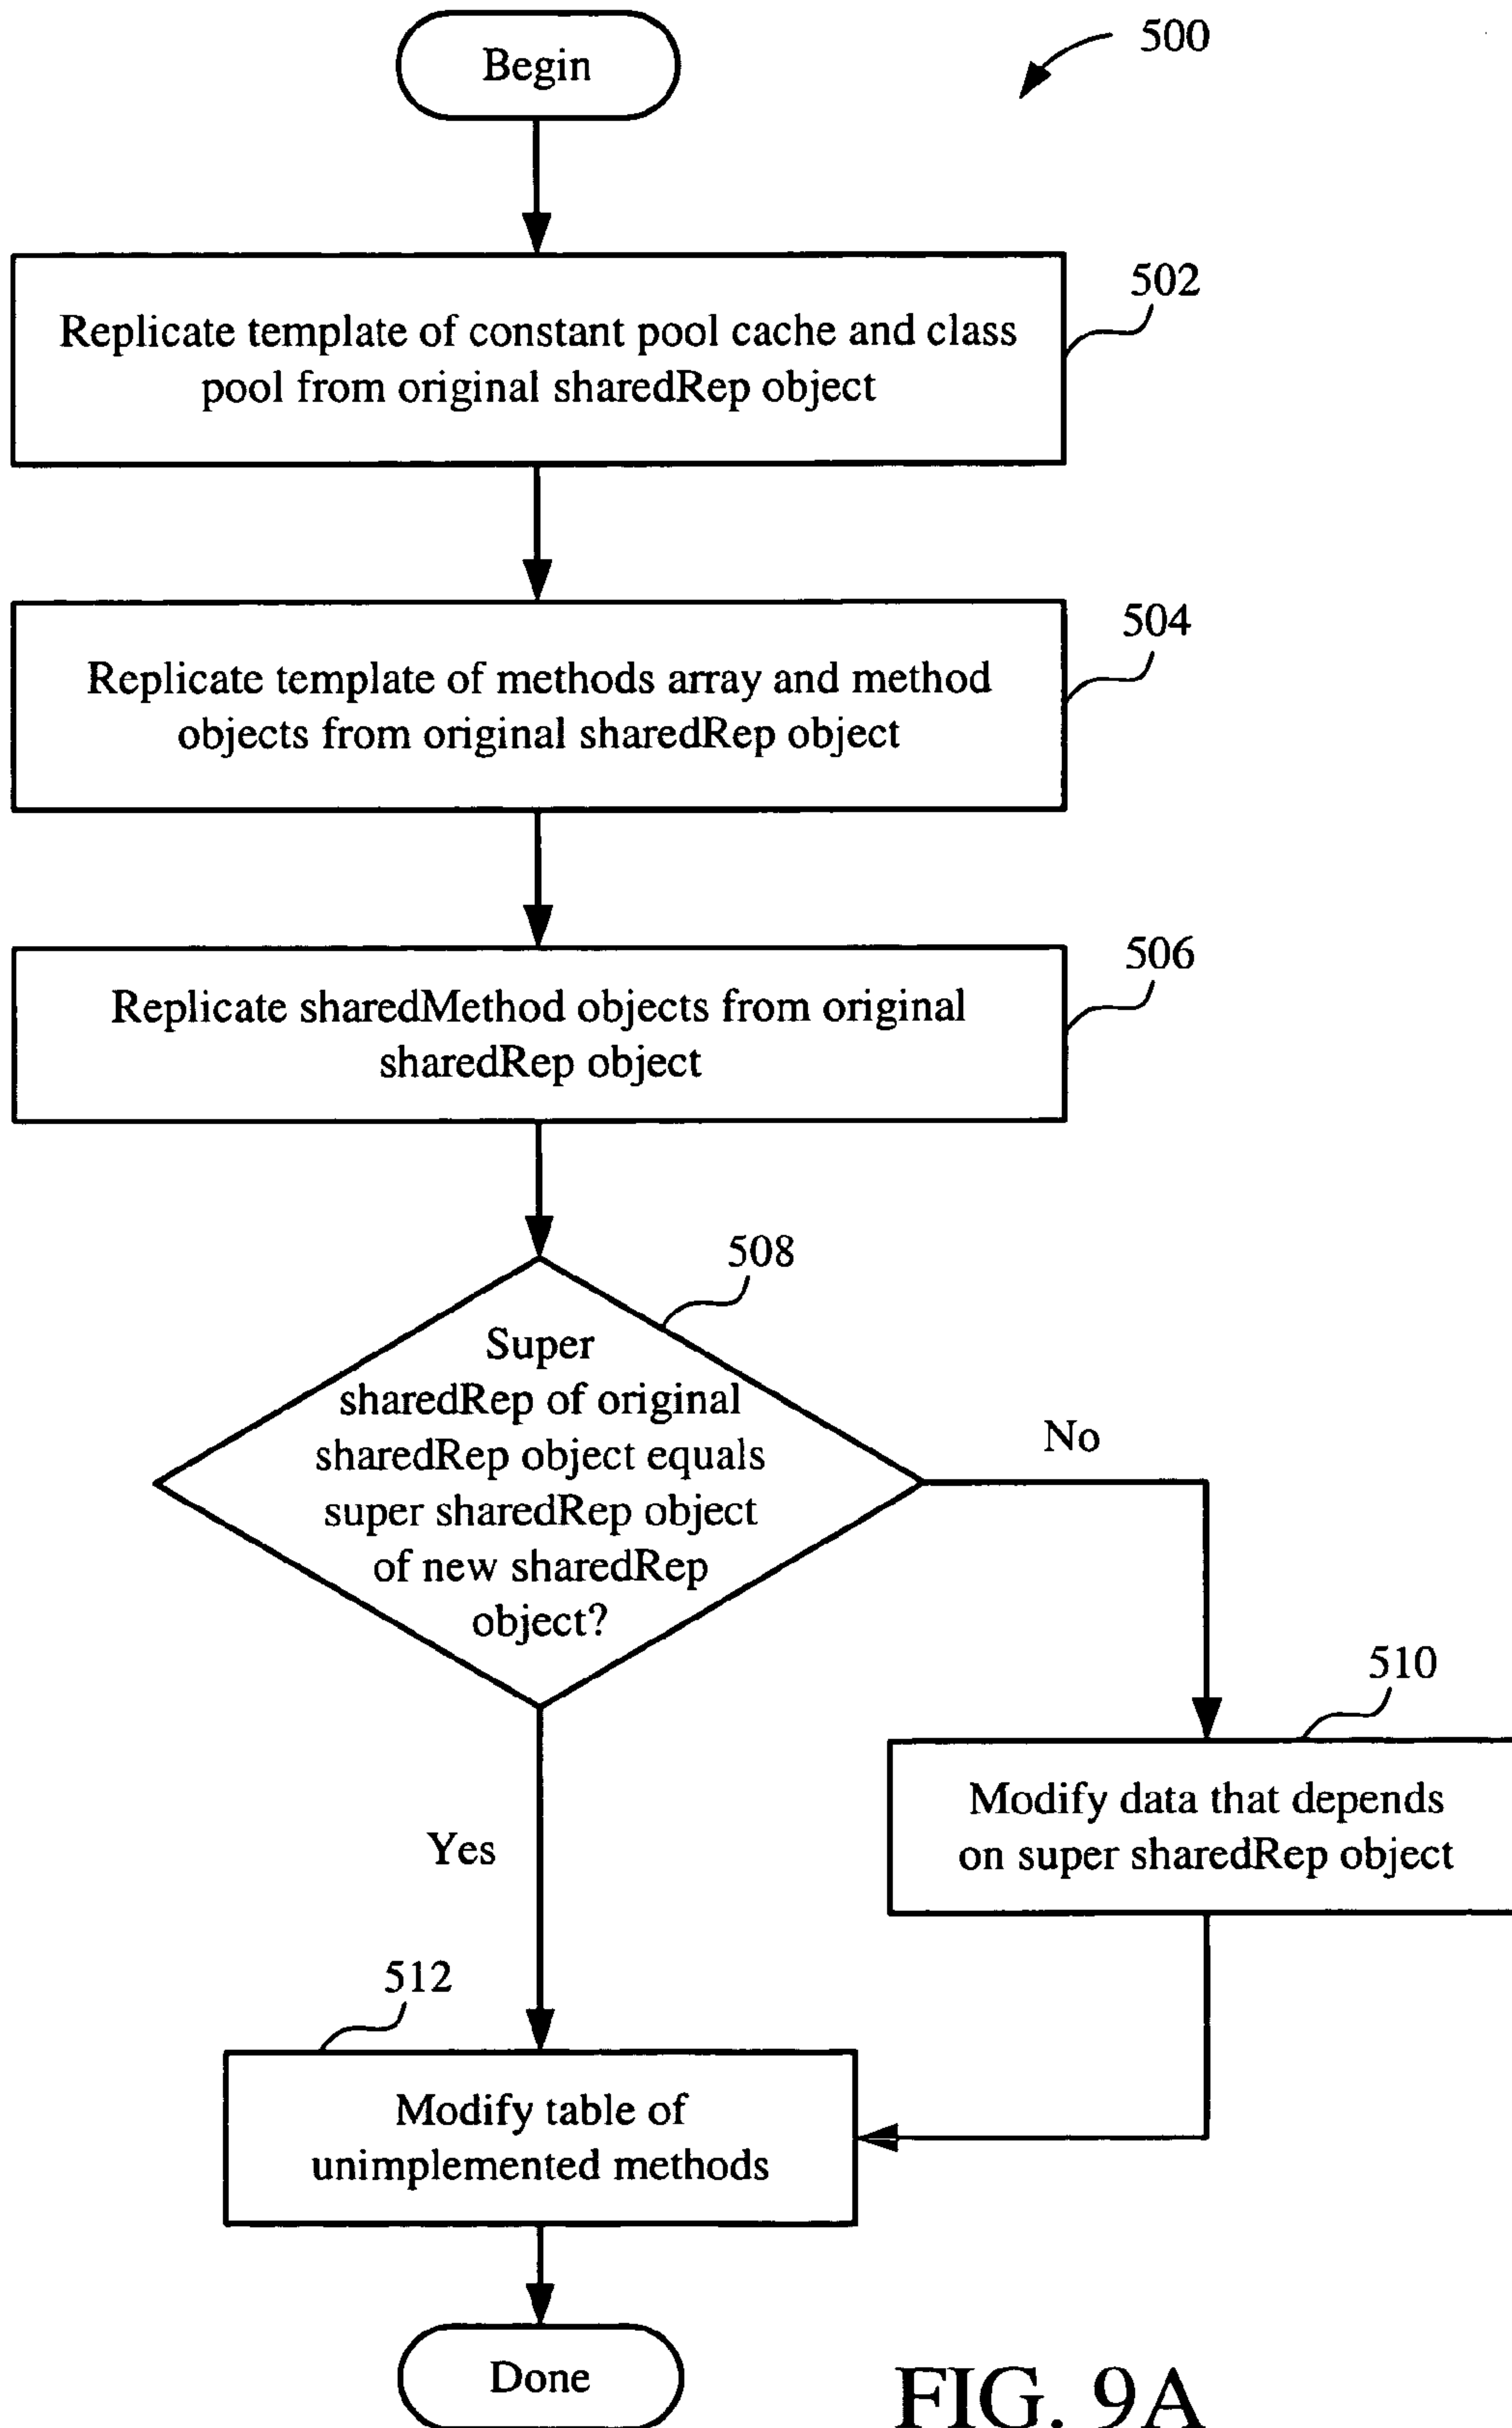 Begin
500
502
Replicate template of constant pool cache and class
pool from original sharedRep object
504
Replicate template of methods array and method
objects from original sharedRep object
506
Replicate sharedMethod objects from original
sharedRep object
508
Super
sharedRep of original
sharedRep object equals
super sharedRep object
of new sharedRep
object?
No
510
Modify data that depends
on super sharedRep object
Yes
512
Modify table of
unimplemented methods
Done
FIG. 9A